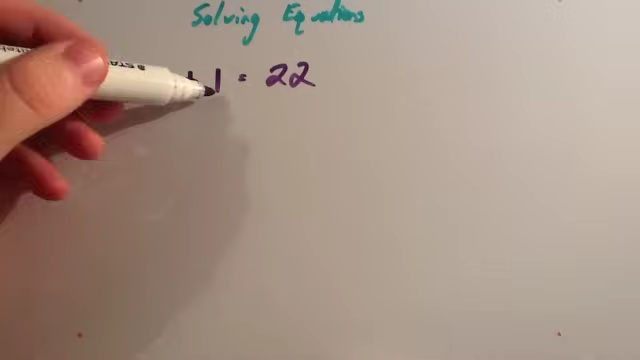 Solving Equations
+ 1 = 22